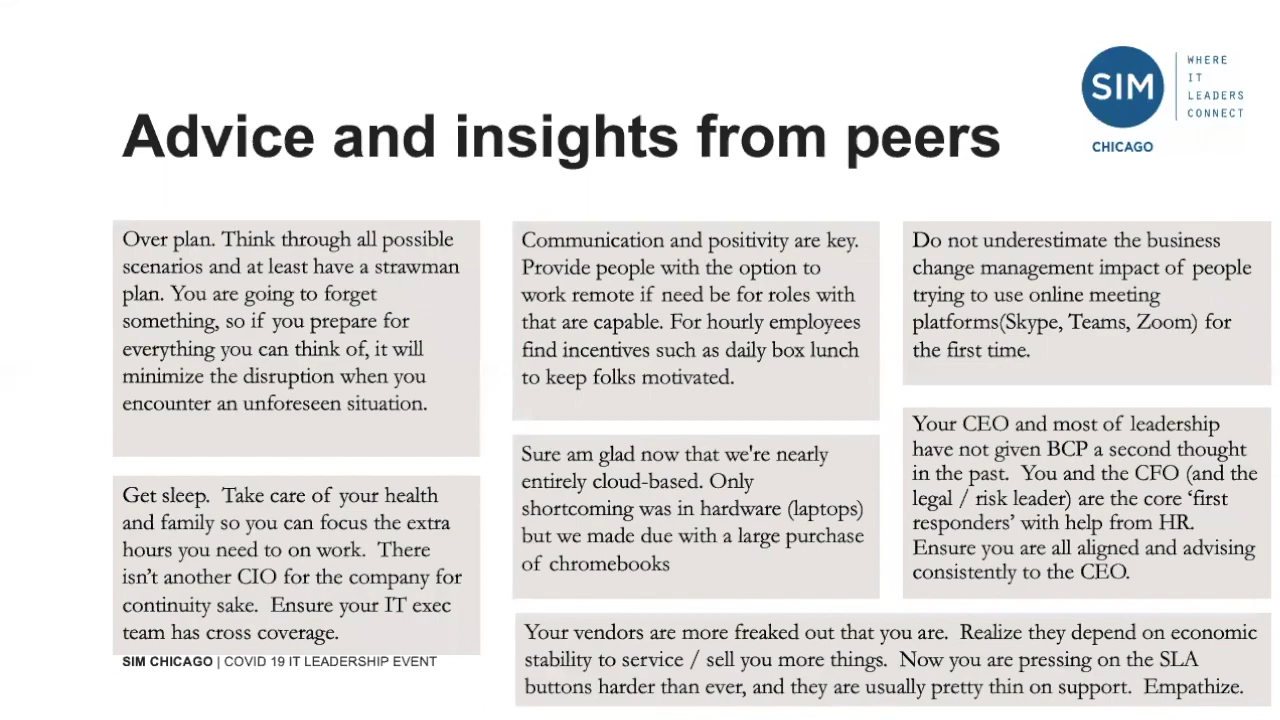 SIM
WHERE
IT
LEADERS
CONNECT
CHICAGO
Advice and insights from peers
Over plan. Think through all possible
scenarios and at least have a strawman
plan. You are going to forget
something, so if you prepare for
everything you can think of, it will
minimize the disruption when you
encounter an unforeseen situation.
Get sleep.  Take care of your health
and family so you can focus the extra
hours you need to on work.  There
isn't another CIO for the company for
continuity sake.  Ensure your IT exec
team has cross coverage.
Communication and positivity are key.
Provide people with the option to
work remote if need be for roles with
that are capable. For hourly employees
find incentives such as daily box lunch
to keep folks motivated.
Sure am glad now that we're nearly
entirely cloud-based. Only
shortcoming was in hardware (laptops)
but we made due with a large purchase
of chromebooks
Do not underestimate the business
change management impact of people
trying to use online meeting
platforms(Skype, Teams, Zoom) for
the first time.
Your CEO and most of leadership
have not given BCP a second thought
in the past.  You and the CFO (and the
legal / risk leader) are the core 'first
responders' with help from HR.
Ensure you are all aligned and advising
consistently to the CEO.
Your vendors are more freaked out that you are.  Realize they depend on economic
stability to service / sell you more things.  Now you are pressing on the SLA
buttons harder than ever, and they are usually pretty thin on support.  Empathize.
SIM CHICAGO | COVID 19 IT LEADERSHIP EVENT